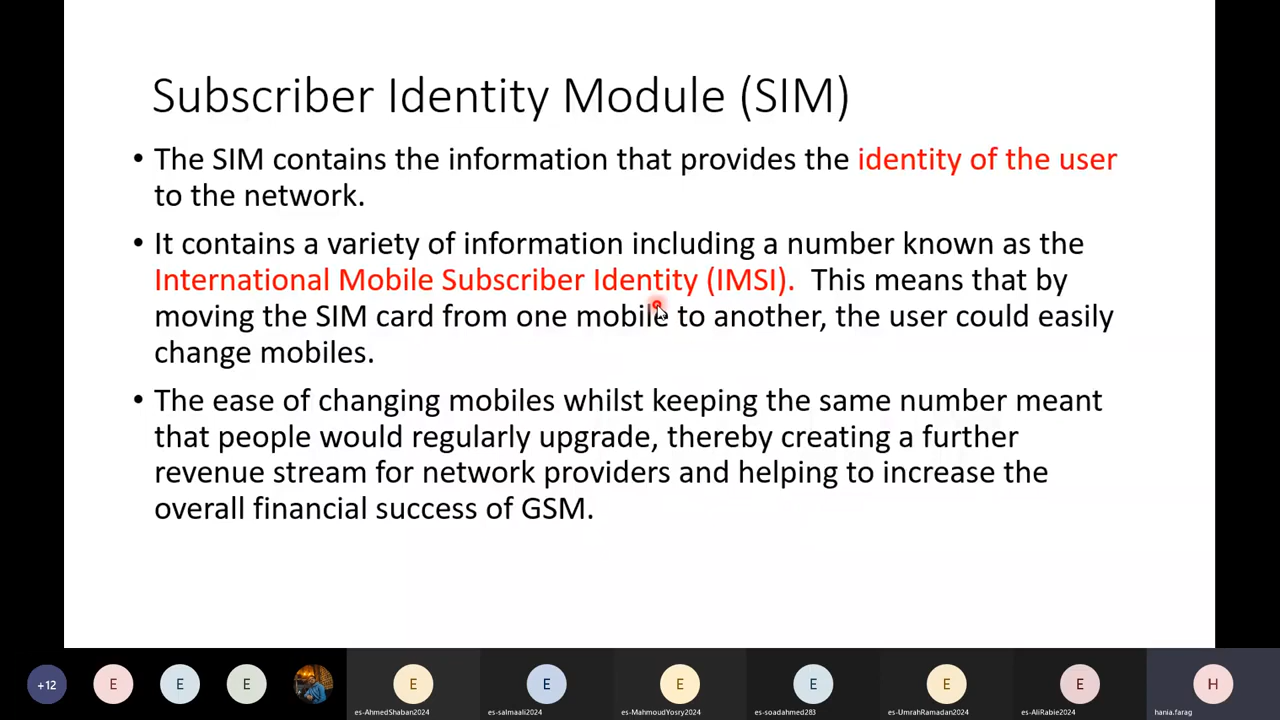 Subscriber Identity Module (SIM)
• The SIM contains the information that provides the identity of the user
to the network.
• It contains a variety of information including a number known as the
International Mobile Subscriber Identity (IMSI). This means that by
moving the SIM card from one mobile to another, the user could easily
change mobiles.
• The ease of changing mobiles whilst keeping the same number meant
that people would regularly upgrade, thereby creating a further
revenue stream for network providers and helping to increase the
overall financial success of GSM.
+12 E E E E E E E E E H
es-AhmedShaban2024 es-salmaali2024 es-MahmoudYosry2024 es-soadahmed283 es-UmrahRamadan2024 es-AliRabie2024 hania.farag